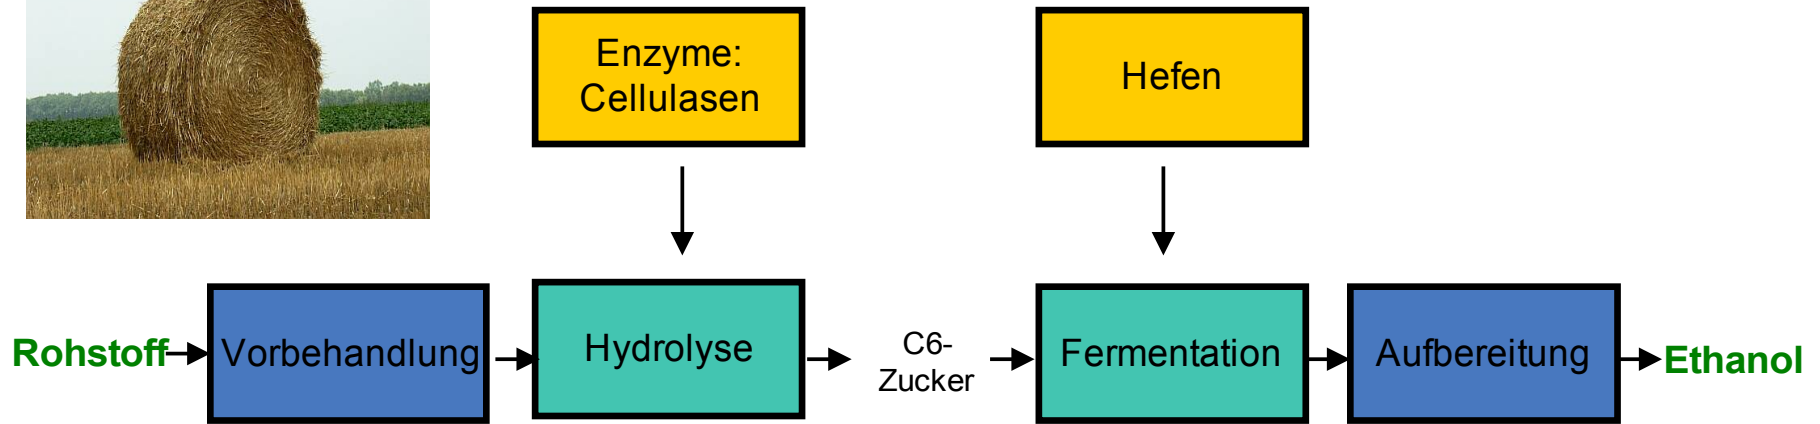 Enzyme:
Cellulasen
Hefen
Rohstoff
Vorbehandlung
Hydrolyse
C6-
Zucker
Fermentation
Aufbereitung
Ethanol